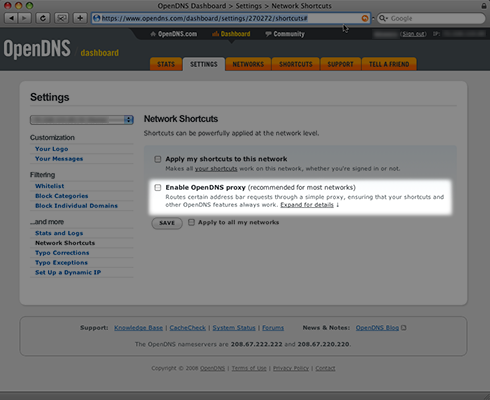 OpenDNS Dashboard > Settings > Network Shortcuts
https://www.opendns.com/dashboard/settings/270272/shortcuts#
Google
OpenDNS.com
Dashboard
Community
(Sign out)
OpenDNS dashboard
STATS
SETTINGS
NETWORKS
SHORTCUTS
SUPPORT
TELL A FRIEND
Settings
Customization
Your Logo
Your Messages
Filtering
Whitelist
Block Categories
Block Individual Domains
...and more
Stats and Logs
Network Shortcuts
Typo Corrections
Typo Exceptions
Set Up a Dynamic IP
Network Shortcuts
Shortcuts can be powerfully applied at the network level.
Apply my shortcuts to this network
Makes all your shortcuts work on this network, whether you're signed in or not.
Enable OpenDNS proxy (recommended for most networks)
Routes certain address bar requests through a simple proxy, ensuring that your shortcuts and
other OpenDNS features always work. Expand for details ↓
SAVE
Apply to all my networks
Support: Knowledge Base | CacheCheck | System Status | Forums
News & Notes: OpenDNS Blog
The OpenDNS nameservers are 208.67.222.222 and 208.67.220.220.
Copyright © 2008 OpenDNS | Terms of Use | Privacy Policy | Contact